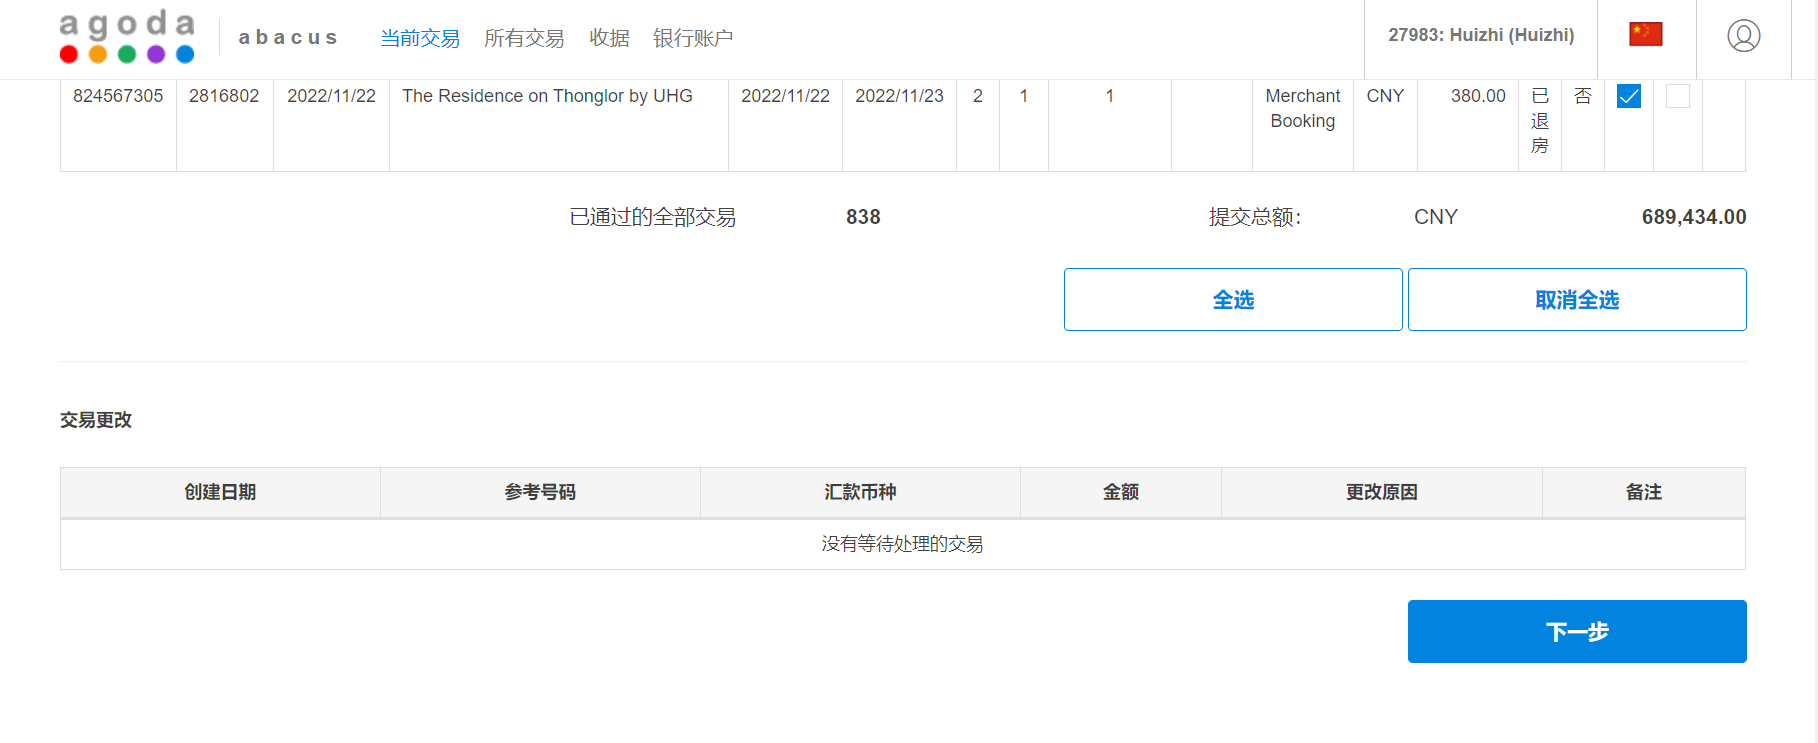 agoda
abacus 当前交易 所有交易 收据 银行账户 27983: Huizhi (Huizhi)
824567305 2816802 2022/11/22 The Residence on Thonglor by UHG 2022/11/22 2022/11/23 2 1 1 Merchant CNY 380.00 已 否
Booking 退
房
已通过的全部交易 838 提交总额: CNY 689,434.00
全选 取消全选
交易更改
创建日期 参考号码 汇款币种 金额 更改原因 备注
没有等待处理的交易
下一步